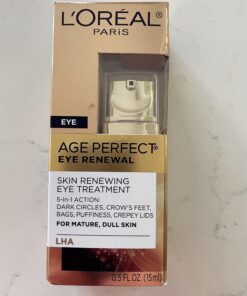 L'ORÉAL
PARIS
EYE
AGE PERFECT®
EYE RENEWAL
SKIN RENEWING
EYE TREATMENT
5-in-1 ACTION:
DARK CIRCLES, CROW'S FEET,
BAGS, PUFFINESS, CREPEY LIDS
FOR MATURE, DULL SKIN
LHA
0.5 FL.OZ. (15ml)